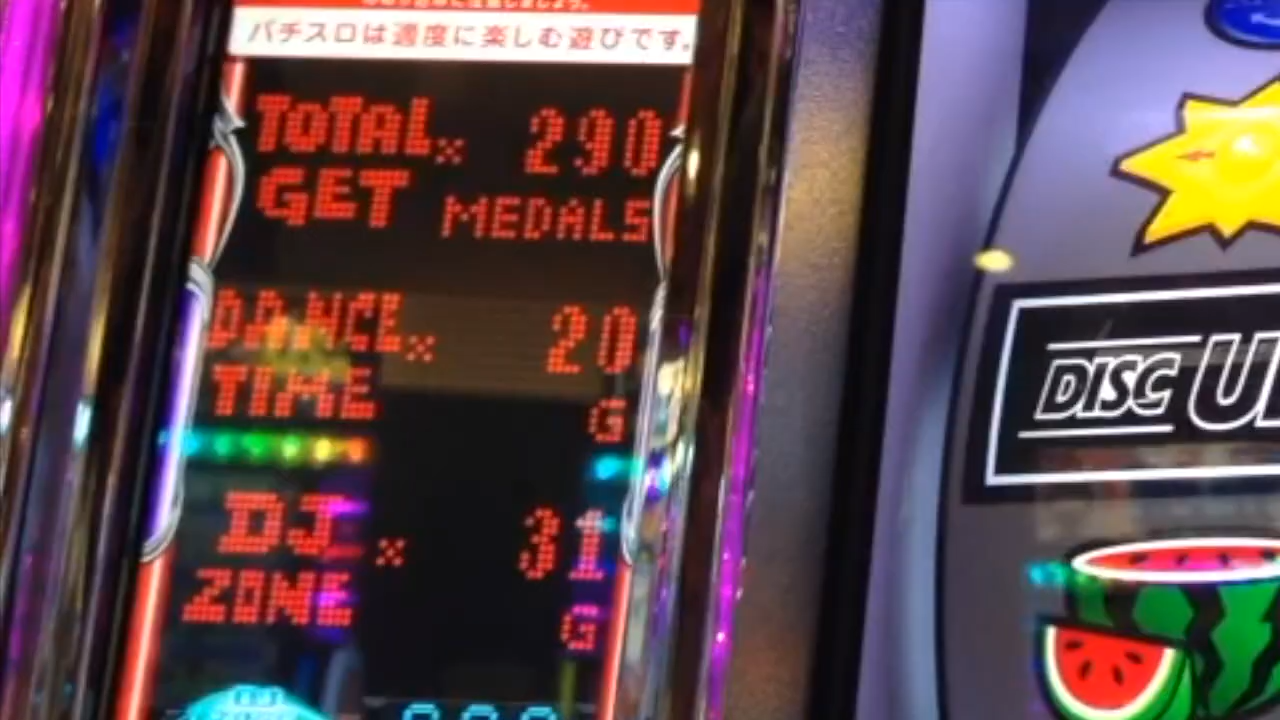 パチスロは適度に楽しむ遊びです。
TOTAL× 290
GET MEDALS
DANCE× 20
TIME G
DJ × 31
ZONE G
DISC U